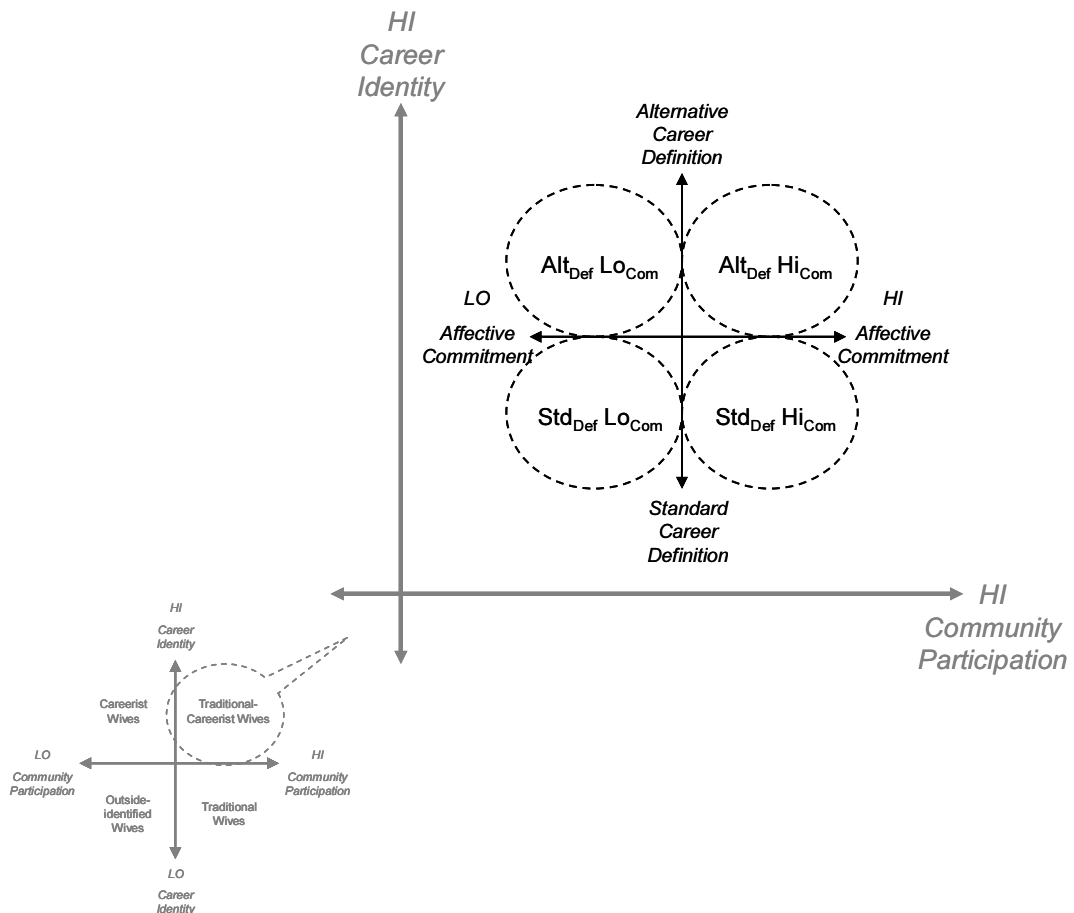 HI
Career
Identity
Alternative
Career
Definition
Alt_Def Lo_Com
Alt_Def Hi_Com
LO
HI
Affective
Commitment
Affective
Commitment
Std_Def Lo_Com
Std_Def Hi_Com
Standard
Career
Definition
HI
Community
Participation
HI
Career
Identity
Careerist
Wives
Traditional-
Careerist Wives
LO
Community
Participation
HI
Community
Participation
Outside-
identified
Wives
Traditional
Wives
LO
Career
Identity